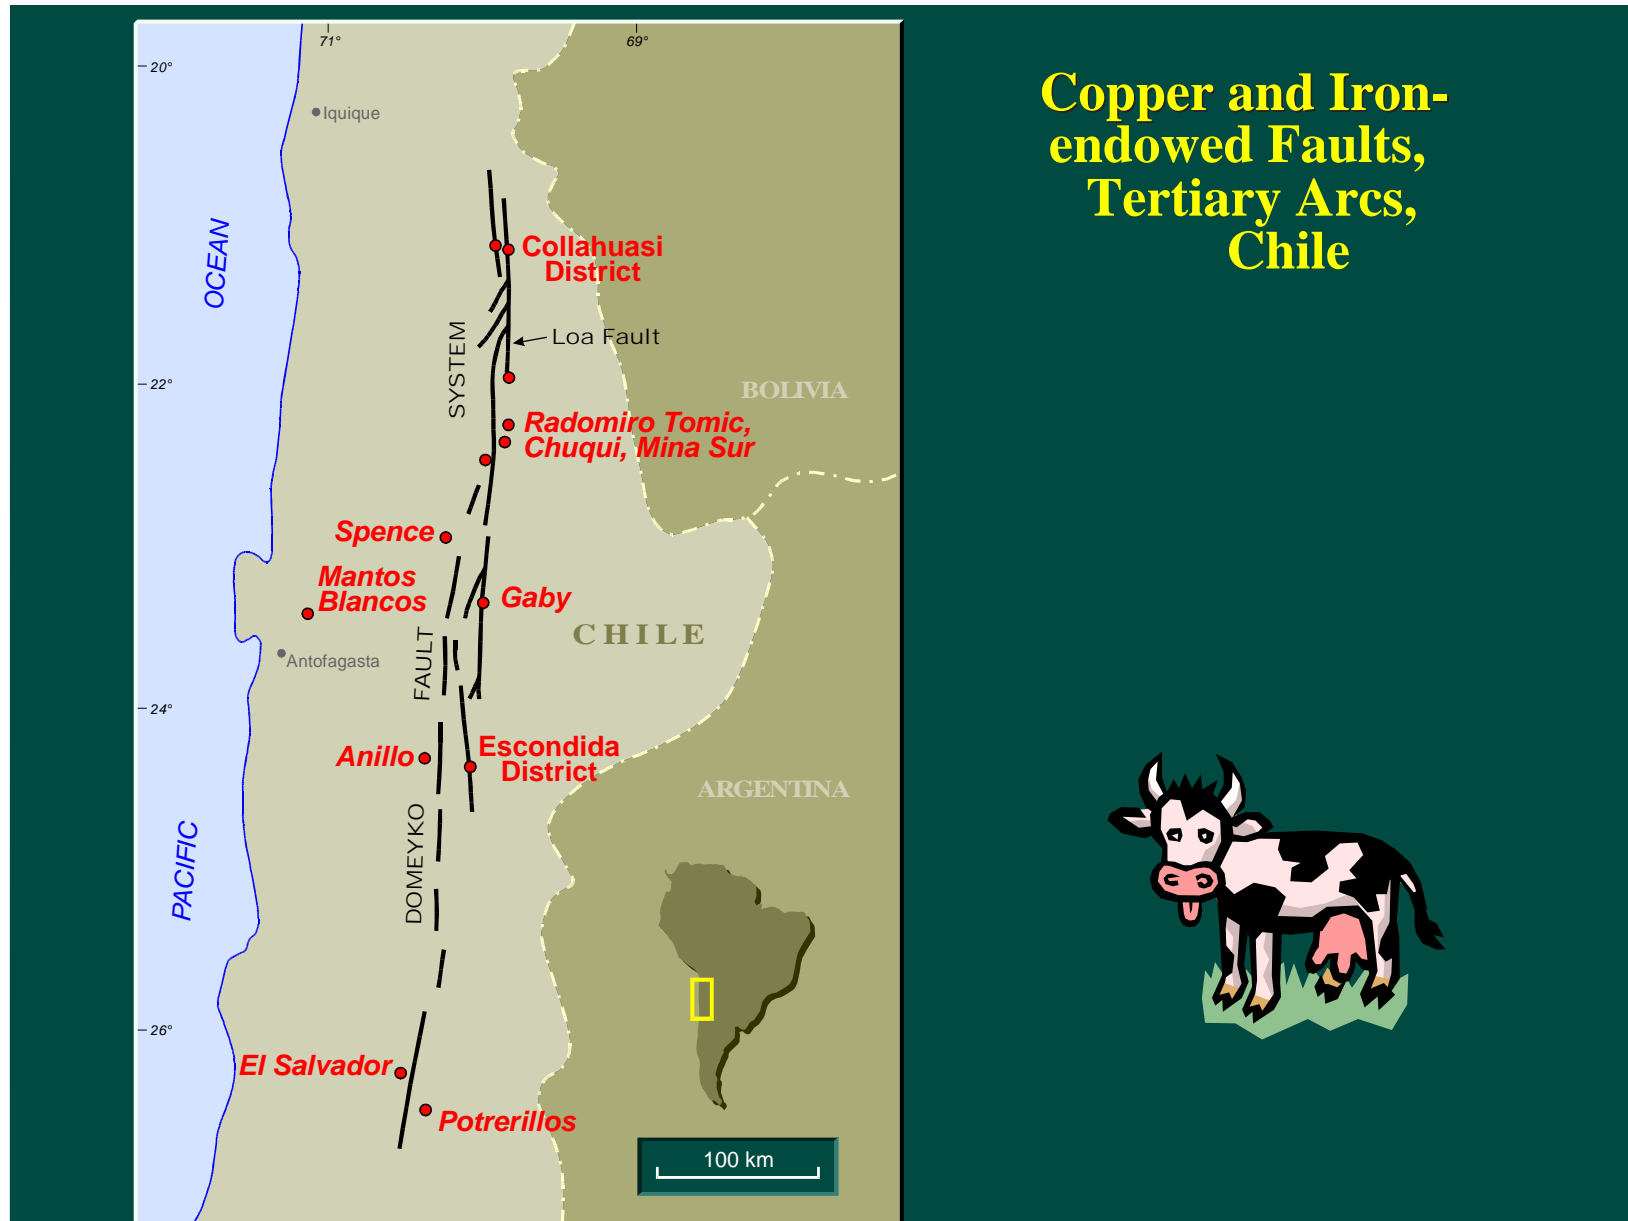 71°
69°
20°
Iquique
Copper and Iron-
endowed Faults,
Tertiary Arcs,
Chile
OCEAN
Collahuasi
District
SYSTEM
Loa Fault
22°
BOLIVIA
Radomiro Tomic,
Chuqui, Mina Sur
Spence
Mantos
Blancos
Gaby
CHILE
FAULT
Antofagasta
24°
Anillo
Escondida
District
ARGENTINA
DOMEYKO
PACIFIC
26°
El Salvador
Potrerillos
100 km